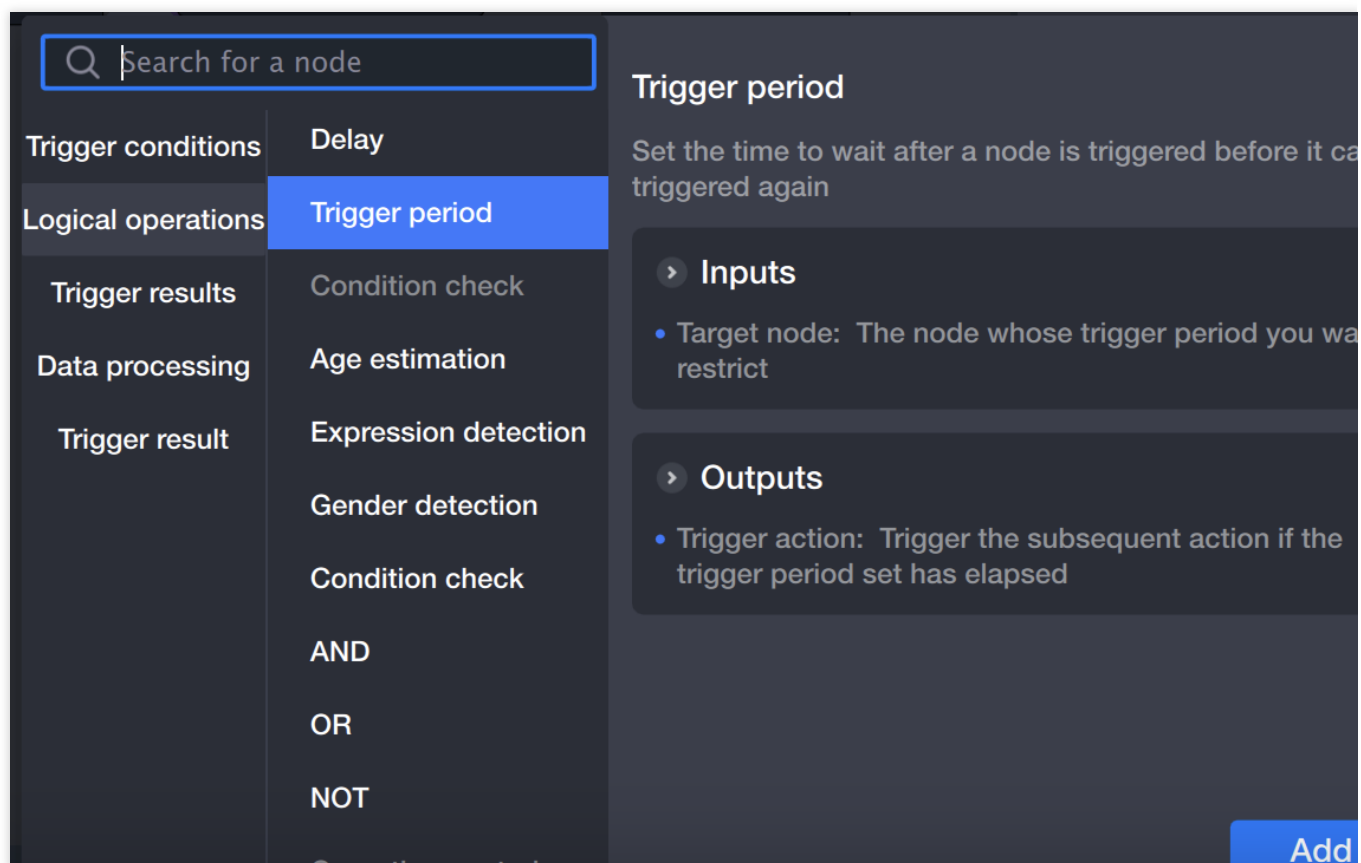 Search for a node
Trigger conditions
Logical operations
Trigger results
Data processing
Trigger result
Delay
Trigger period
Condition check
Age estimation
Expression detection
Gender detection
Condition check
AND
OR
NOT
Trigger period
Set the time to wait after a node is triggered before it ca
triggered again
Inputs
Target node: The node whose trigger period you wa
restrict
Outputs
Trigger action: Trigger the subsequent action if the
trigger period set has elapsed
Add